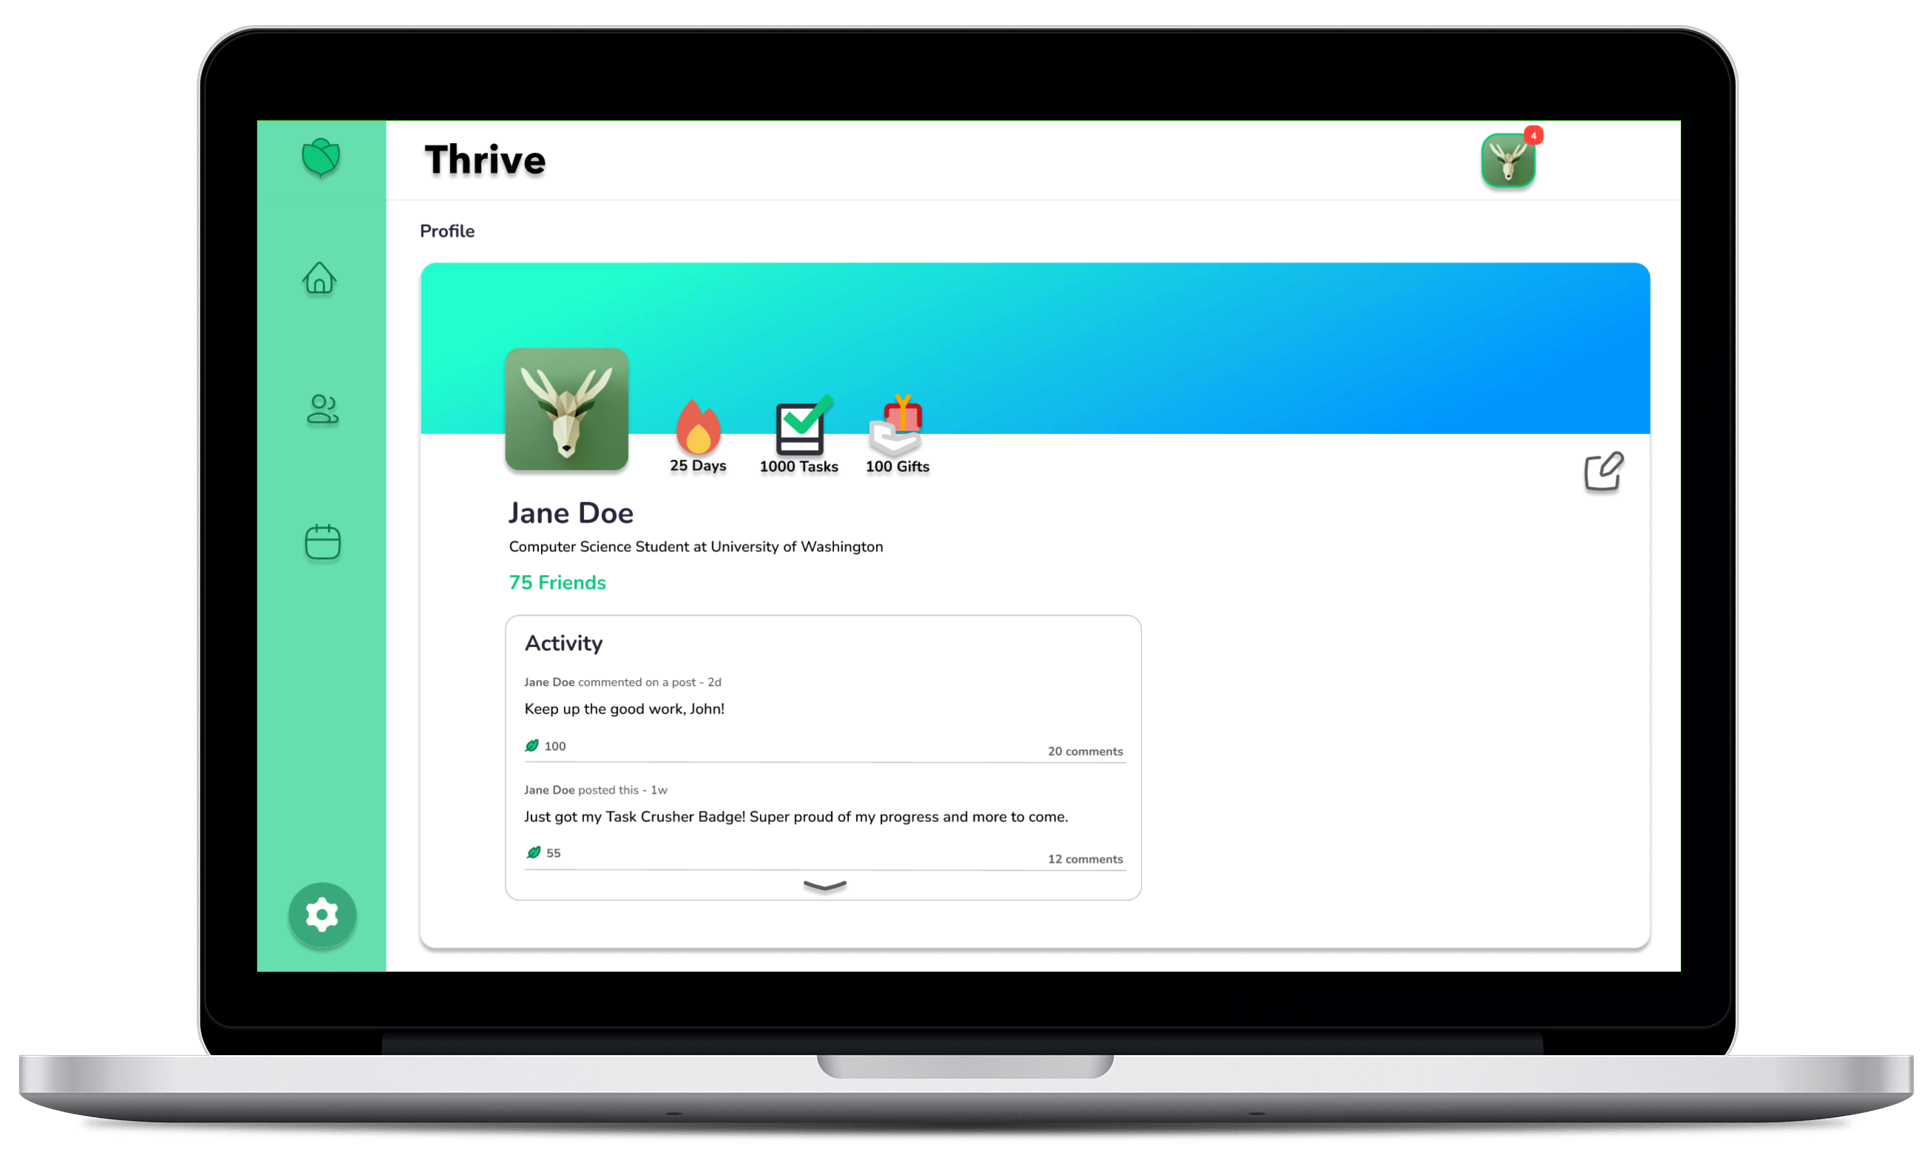 Thrive
4
Profile
25 Days
1000 Tasks
100 Gifts
Jane Doe
Computer Science Student at University of Washington
75 Friends
Activity
Jane Doe commented on a post - 2d
Keep up the good work, John!
100
20 comments
Jane Doe posted this - 1w
Just got my Task Crusher Badge! Super proud of my progress and more to come.
55
12 comments